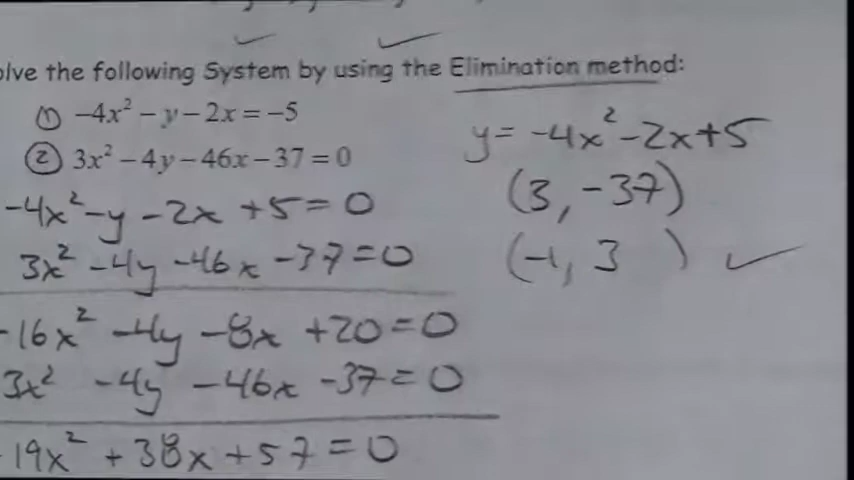 olve the following System by using the Elimination method:
① -4x² - y - 2x = -5
② 3x² - 4y - 46x - 37 = 0
-4x² - y - 2x + 5 = 0
3x² - 4y - 46x - 37 = 0
-16x² - 4y - 8x + 20 = 0
3x² - 4y - 46x - 37 = 0
-19x² + 38x + 57 = 0
y = -4x² - 2x + 5
(3, -37)
(-1, 3 )